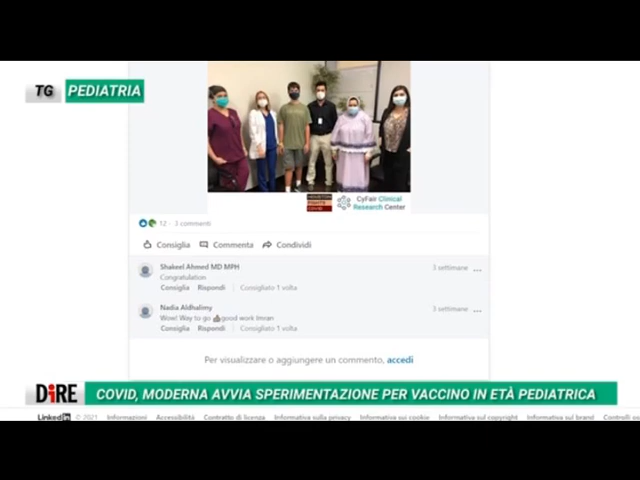 TG PEDIATRIA
HOUSTON
FIGHTS
COVID
CyFair Clinical
Research Center
12 · 3 commenti
Consiglia Commenta Condividi
Shakeel Ahmed MD MPH 3 settimane ...
Congratulation
Consiglia Rispondi Consigliato 1 volta
Nadia Aldhalimy 3 settimane ...
Wow! Way to go 👍good work Imran
Consiglia Rispondi Consigliato 1 volta
Per visualizzare o aggiungere un commento, accedi
DiRE COVID, MODERNA AVVIA SPERIMENTAZIONE PER VACCINO IN ETÀ PEDIATRICA
LinkedIn © 2021 Informazioni Accessibilità Contratto di licenza Informativa sulla privacy Informativa sui cookie Informativa sul copyright Informativa sul brand Controlli